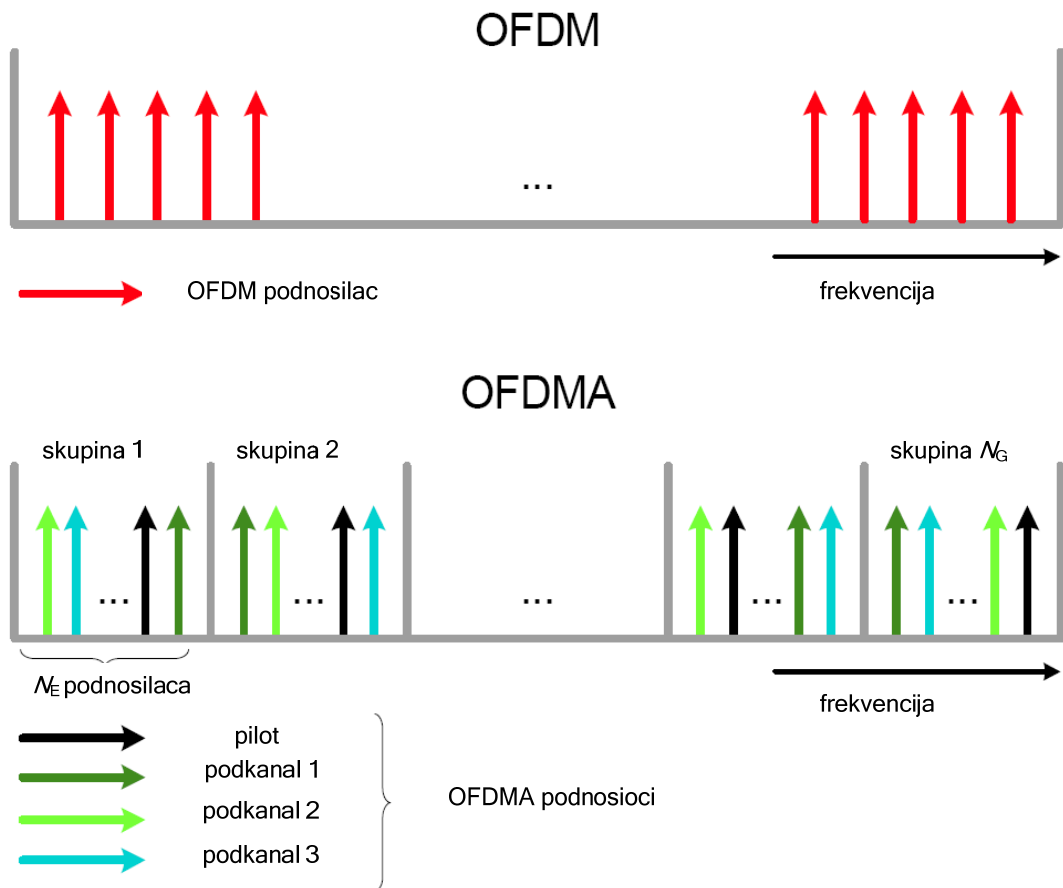 OFDM
...
OFDM podnosilac
frekvencija
OFDMA
skupina 1 skupina 2 skupina NG
... ... ... ... ...
NE podnosilaca
frekvencija
pilot
podkanal 1
podkanal 2
podkanal 3
OFDMA podnosioci